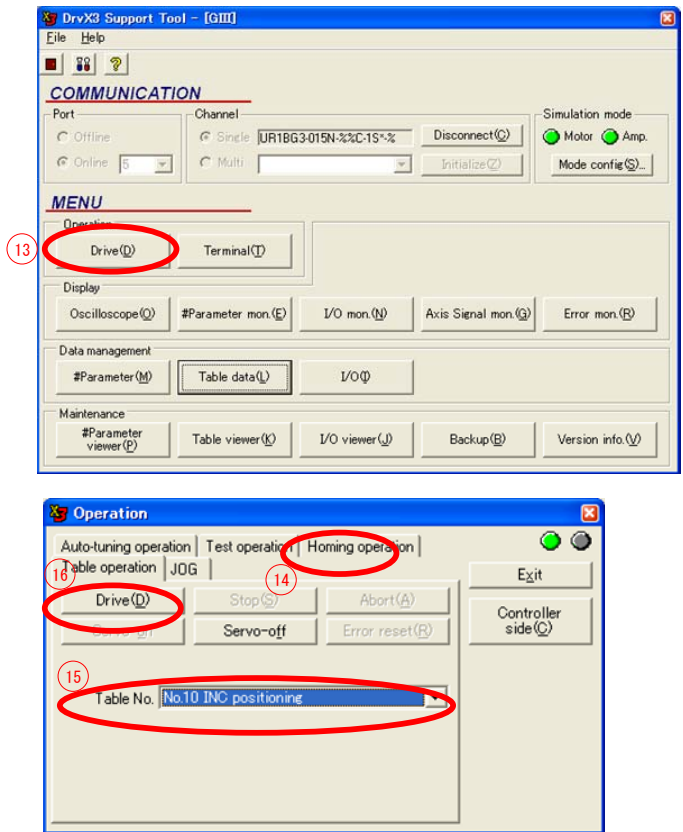 DrvX3 Support Tool - [GIII]
File Help
COMMUNICATION
Port Channel Simulation mode
Offline Single UR1BG3-015N-%%C-1S*-% Disconnect(C) Motor Amp.
Online 5 Multi Initialize(Z) Mode config(S)...
MENU
Operation
13 Drive(D) Terminal(T)
Display
Oscilloscope(O) #Parameter mon.(E) I/O mon.(N) Axis Signal mon.(G) Error mon.(R)
Data management
#Parameter(M) Table data(L) I/O(I)
Maintenance
#Parameter viewer(P) Table viewer(K) I/O viewer(J) Backup(B) Version info.(V)
Operation
Auto-tuning operation Test operation Homing operation
16 Table operation JOG 14 Exit
Drive(D) Stop(S) Abort(A) Controller side(C)
Servo-on Servo-off Error reset(R)
15
Table No. No.10 INC positioning